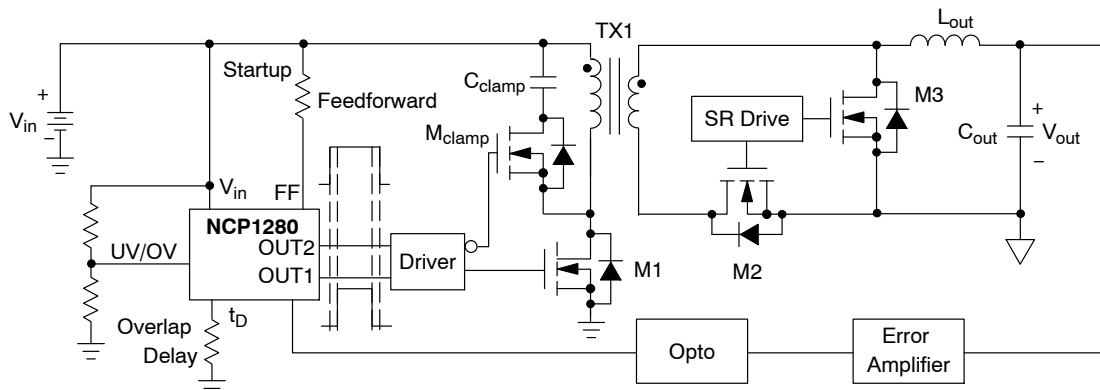 TX1
Lout
Startup
Feedforward
Cclamp
+
Vin
−
Mclamp
SR Drive
M3
Cout
+
Vout
−
Vin
FF
NCP1280
OUT2
UV/OV
OUT1
Driver
M1
M2
tD
Overlap
Delay
Opto
Error
Amplifier